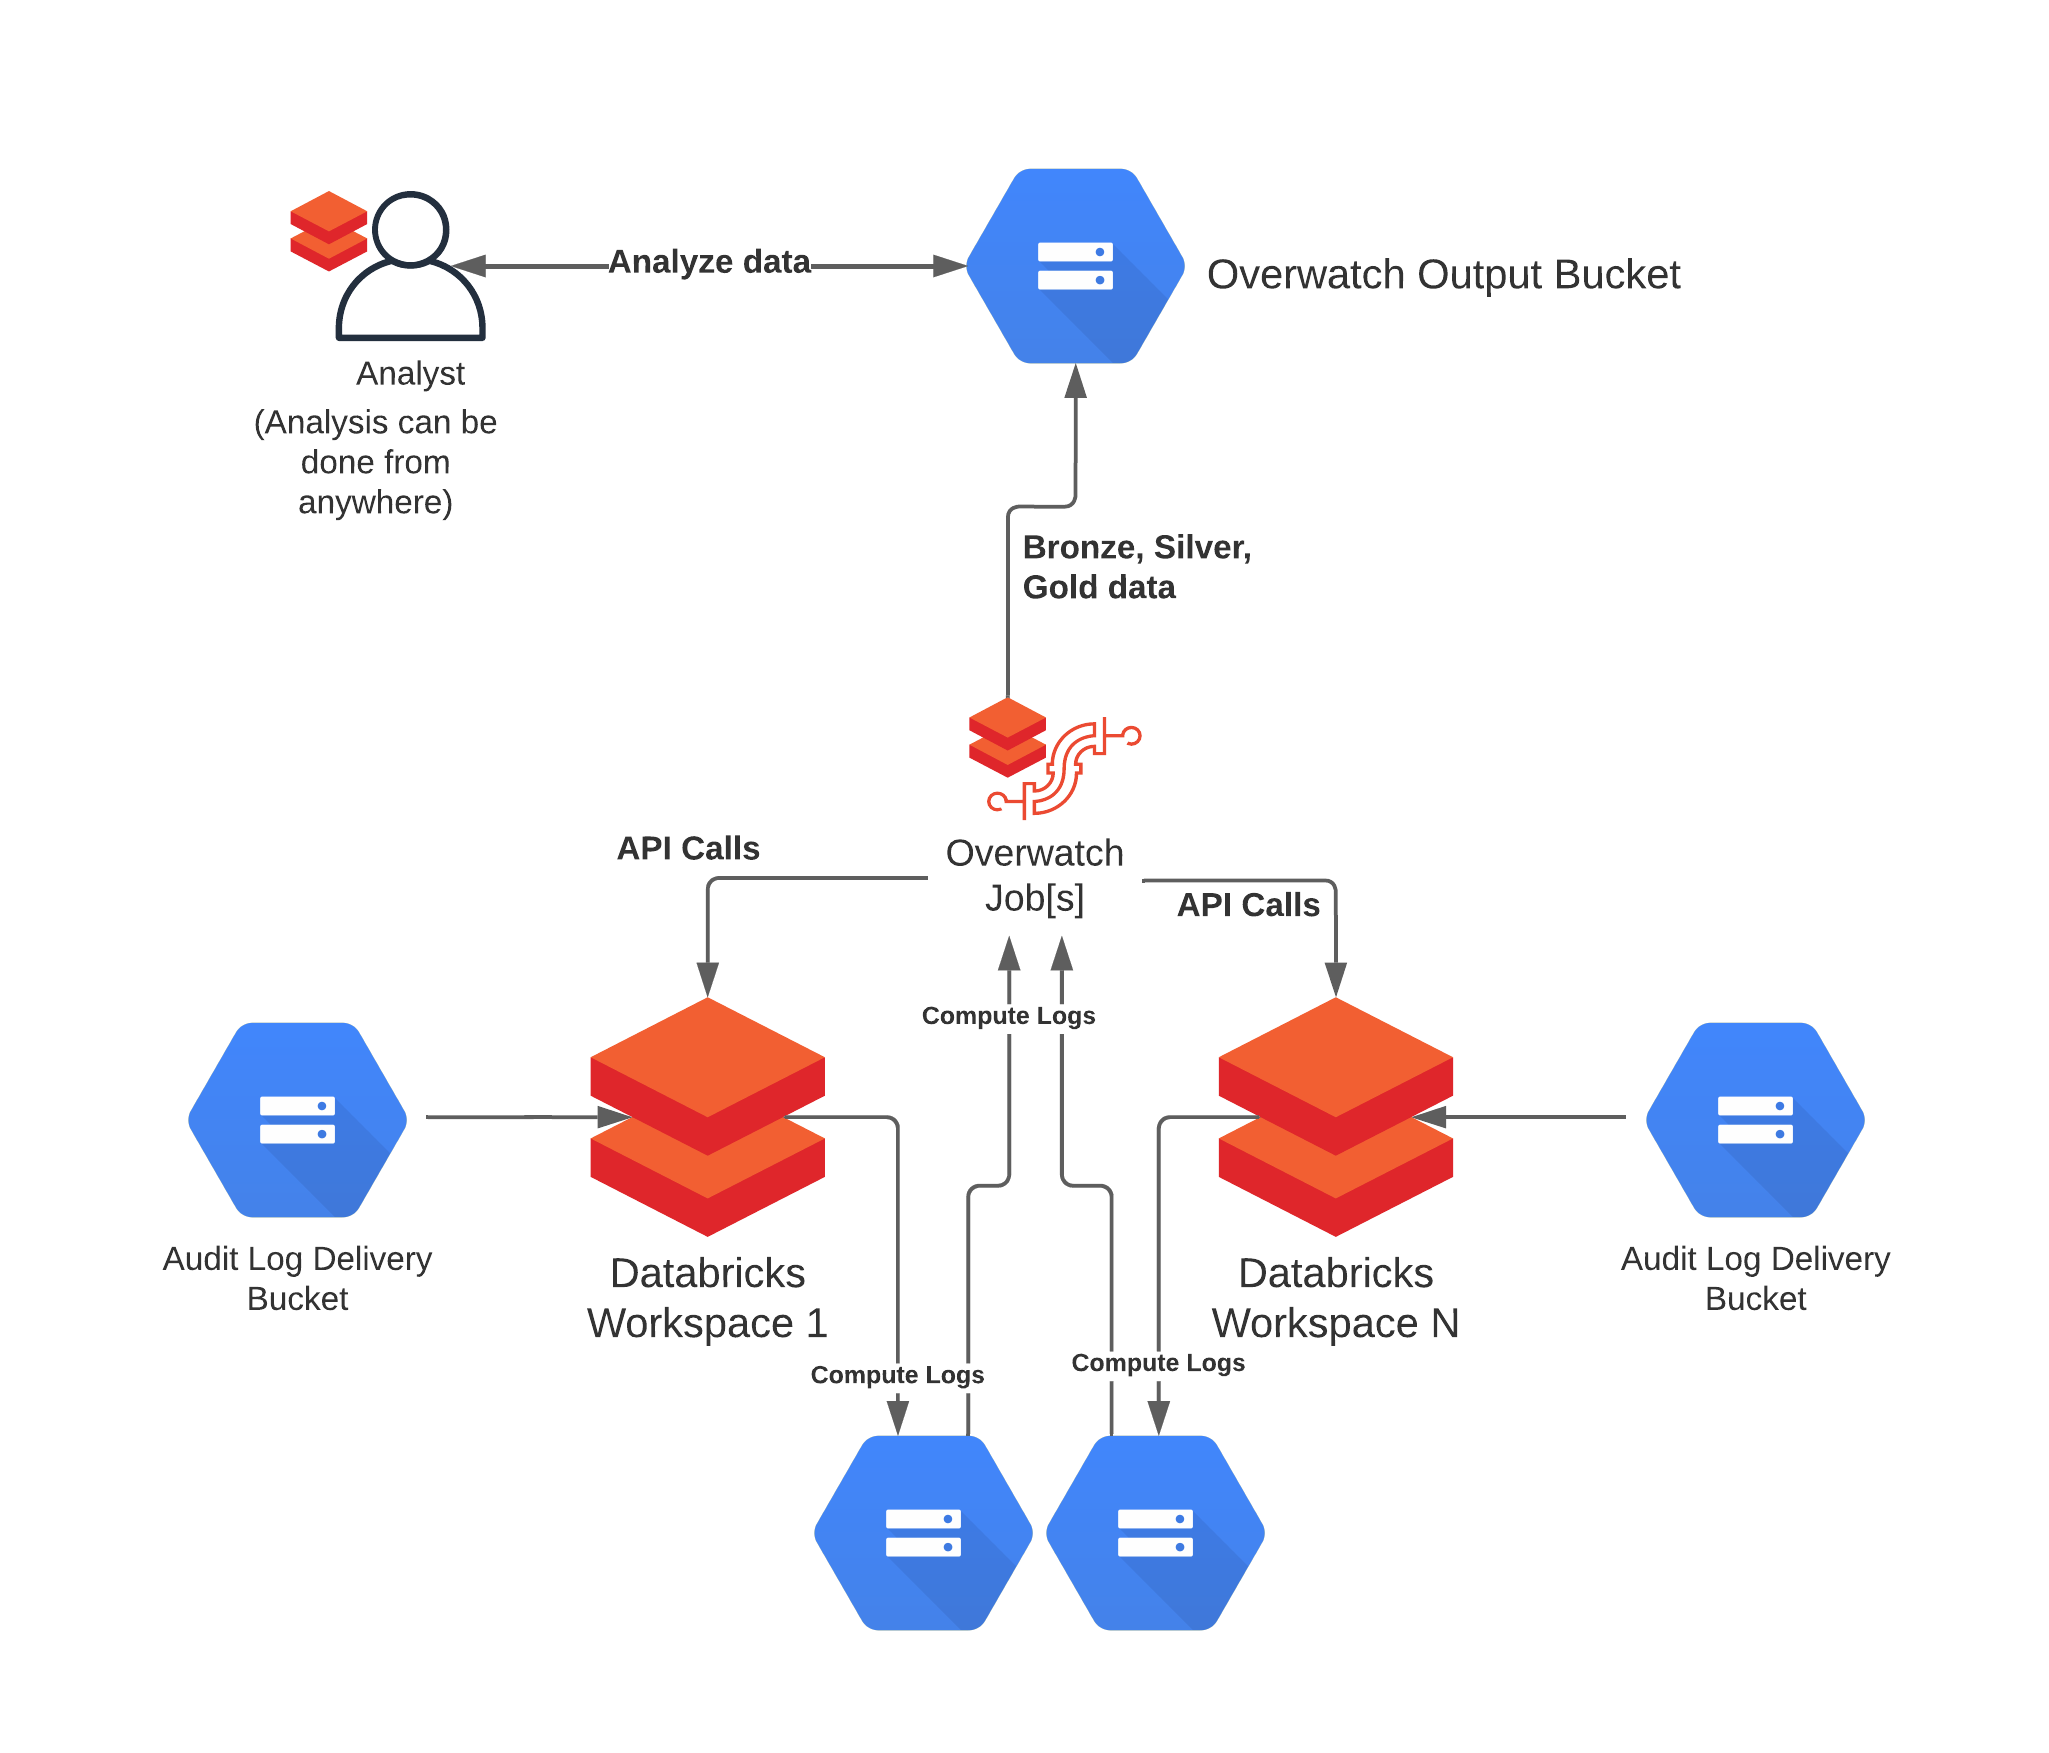 Analyze data
Overwatch Output Bucket
Analyst
(Analysis can be
done from
anywhere)
Bronze, Silver,
Gold data
API Calls
Overwatch
Job[s]
API Calls
Compute Logs
Audit Log Delivery
Bucket
Databricks
Workspace 1
Databricks
Workspace N
Audit Log Delivery
Bucket
Compute Logs
Compute Logs